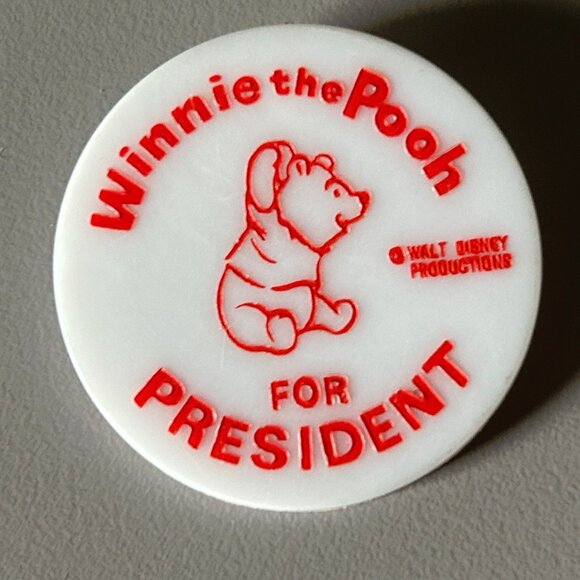 Winnie the Pooh
© WALT DISNEY
PRODUCTIONS
FOR
PRESIDENT